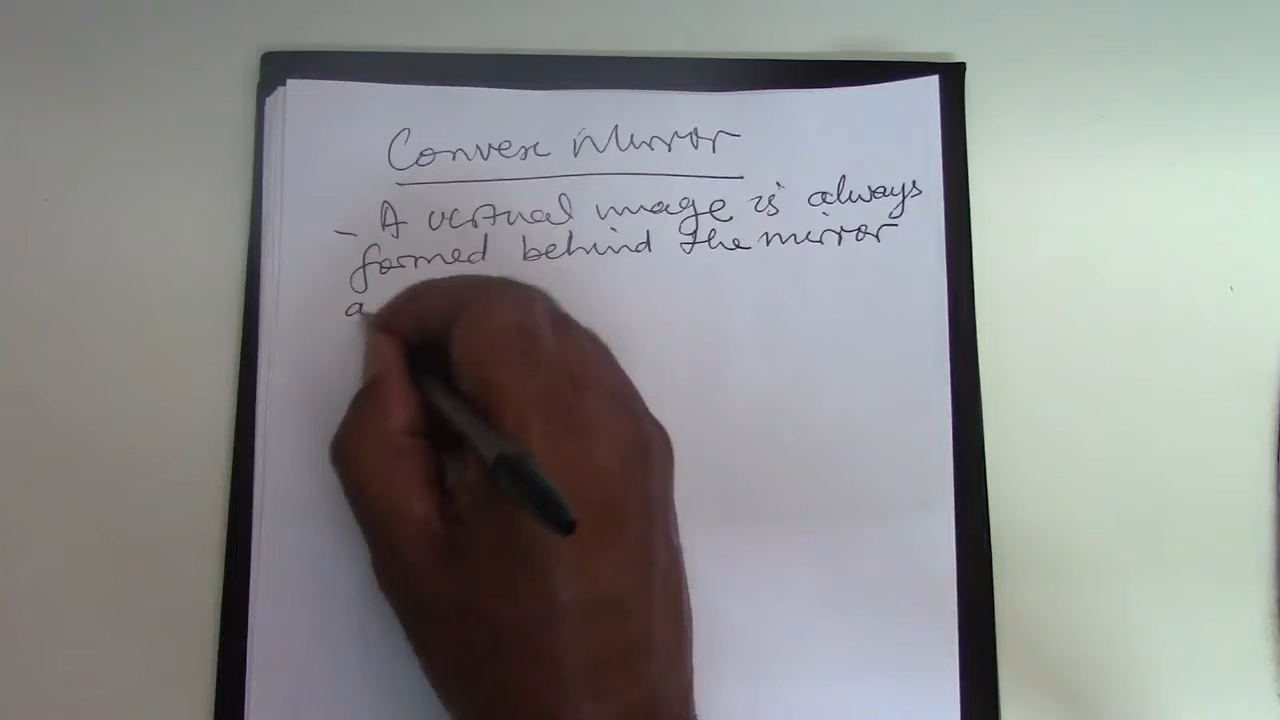 Convex Mirror
- A virtual image is always
formed behind the mirror
a